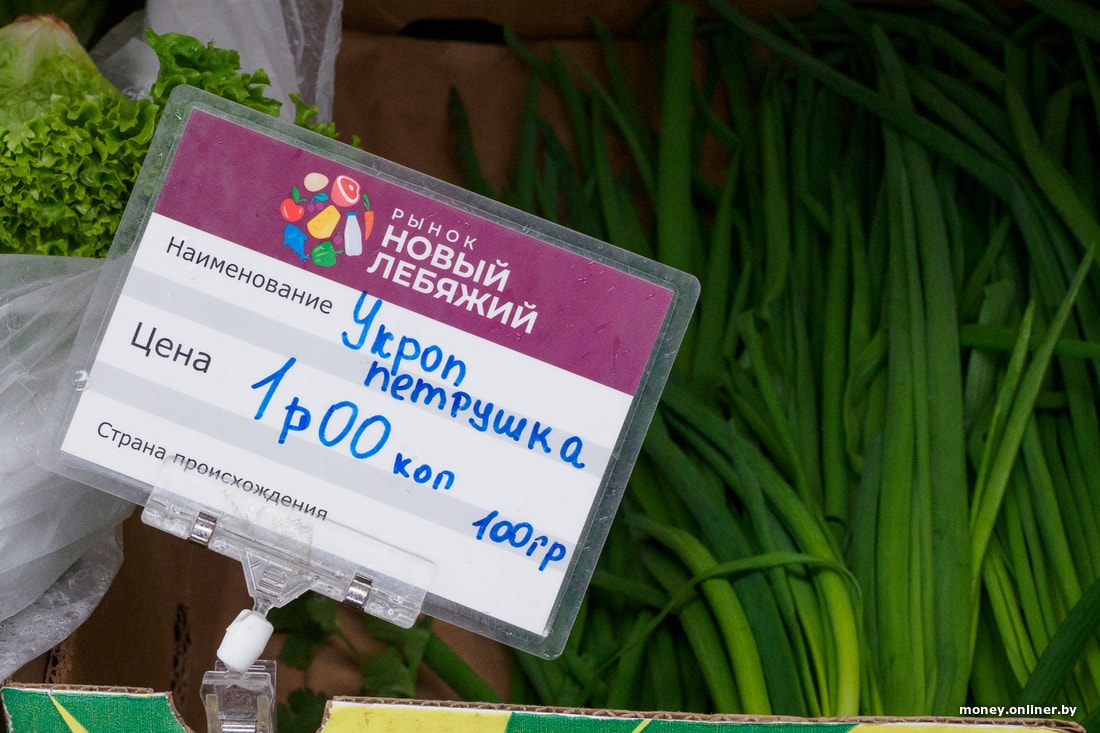 РЫНОК
НОВЫЙ
ЛЕБЯЖИЙ
Наименование Укроп
петрушка
Цена 1р00 коп
Страна происхождения
100гр
money.onliner.by